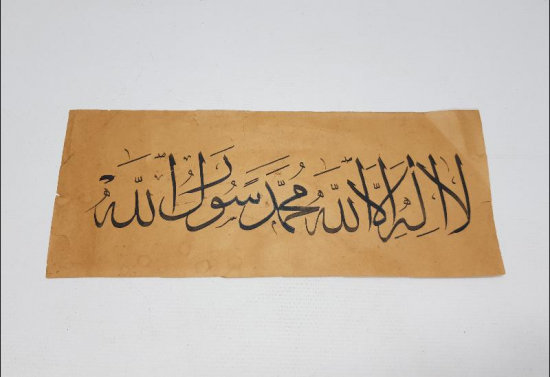 لا اله الا الله محمد رسول الله